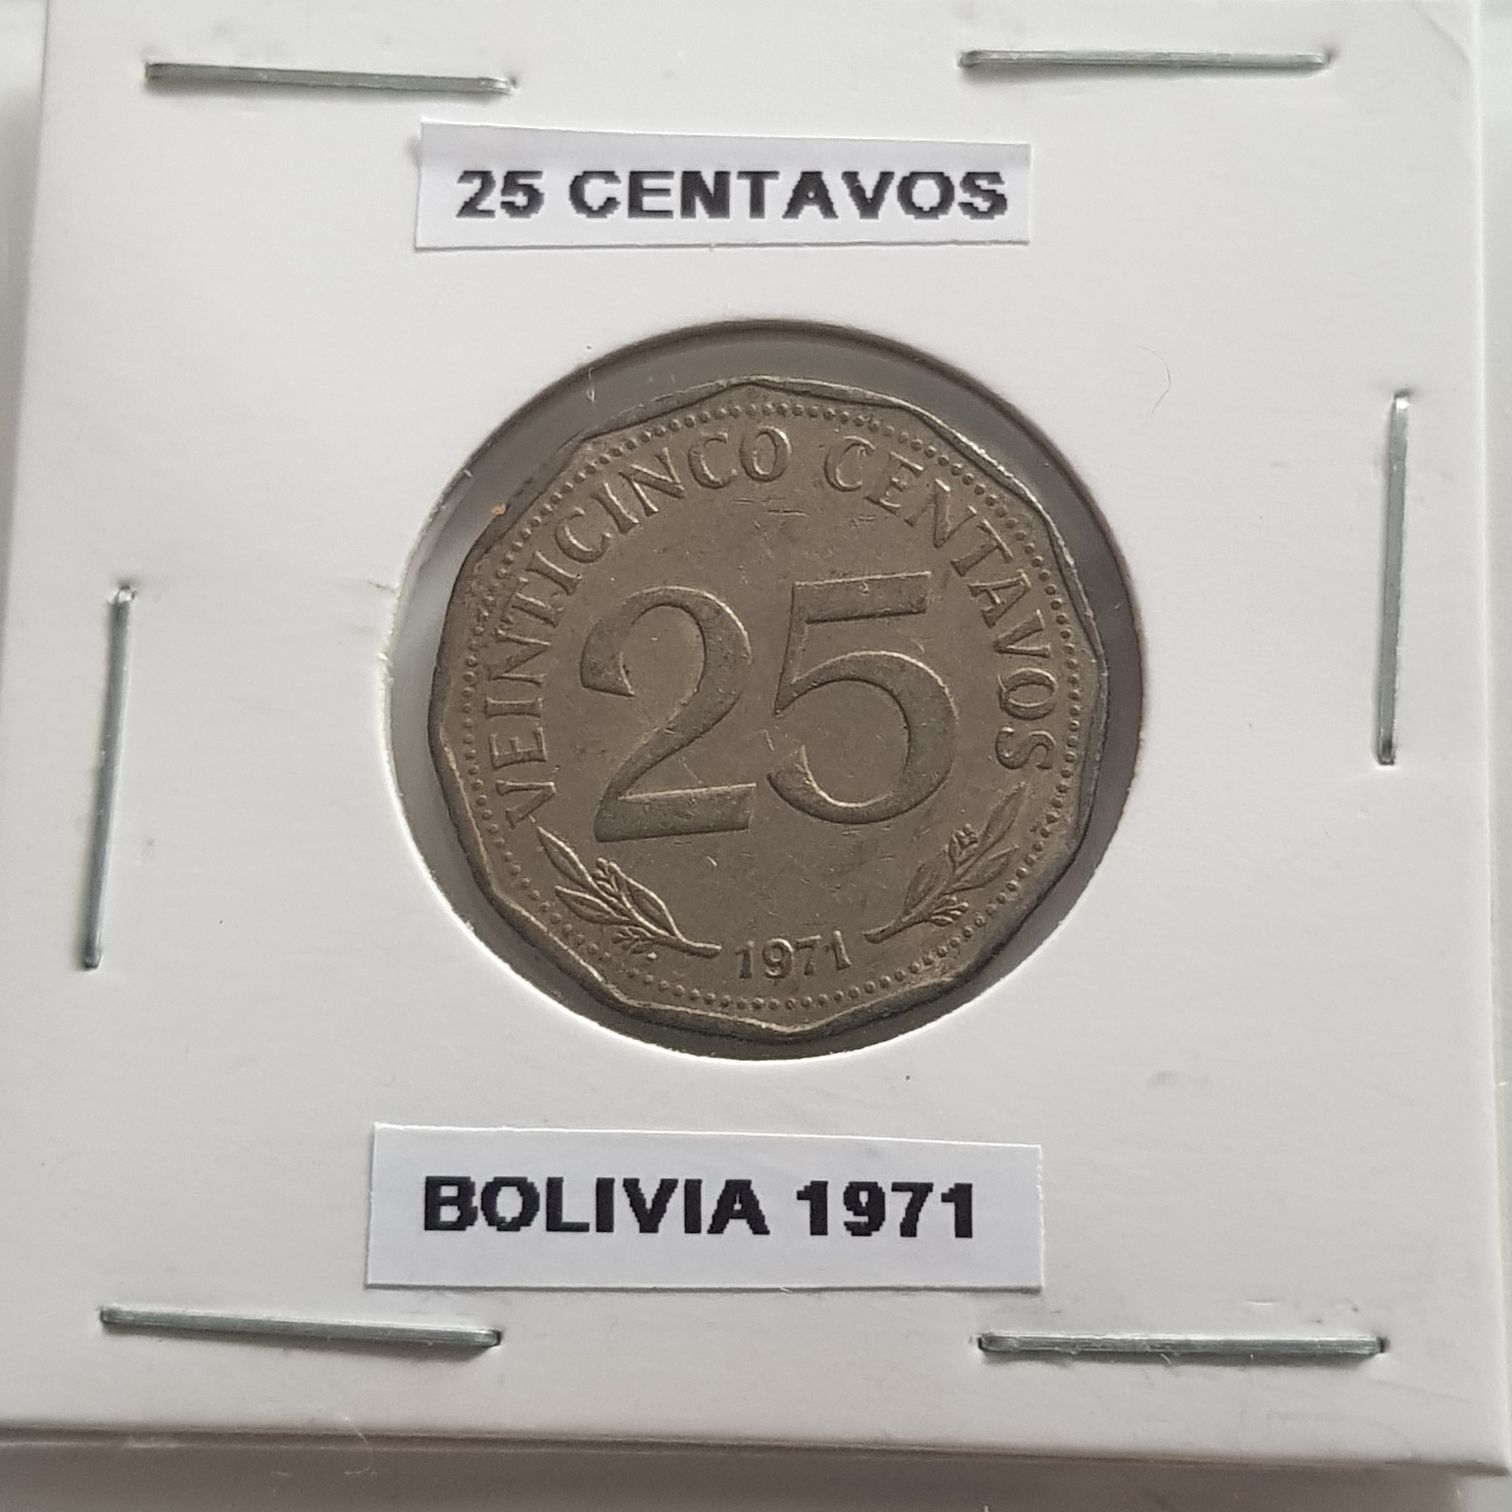 25 CENTAVOS
VEINTICINCO CENTAVOS
25
1971
BOLIVIA 1971